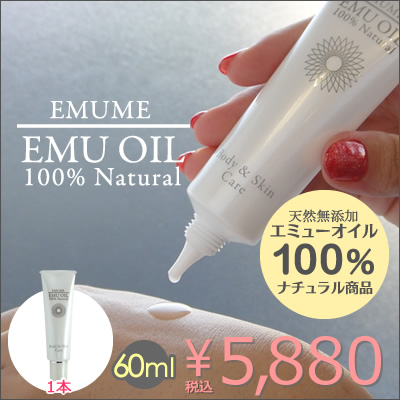 EMUME
EMU OIL
100% Natural
EMU OIL
100% Natural
Body & Skin
Care
天然無添加
エミューオイル
100%
ナチュラル商品
EMUME
EMU OIL
100% Natural
1本
60ml
¥5,880
税込